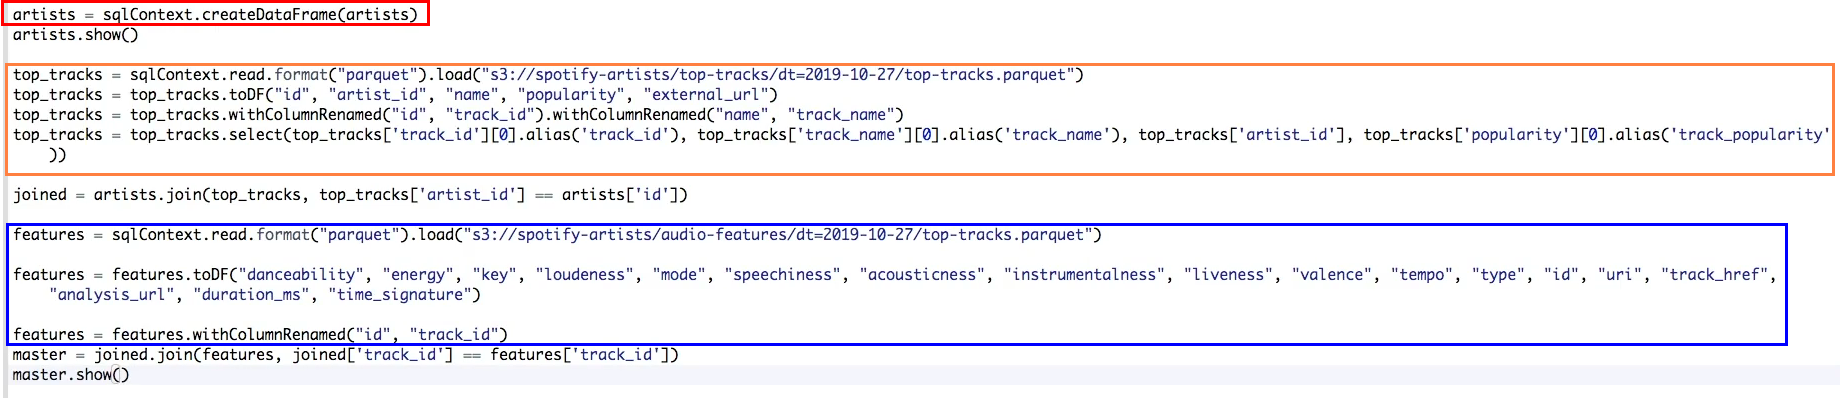 artists = sqlContext.createDataFrame(artists)
artists.show()
top_tracks = sqlContext.read.format("parquet").load("s3://spotify-artists/top-tracks/dt=2019-10-27/top-tracks.parquet")
top_tracks = top_tracks.toDF("id", "artist_id", "name", "popularity", "external_url")
top_tracks = top_tracks.withColumnRenamed("id", "track_id").withColumnRenamed("name", "track_name")
top_tracks = top_tracks.select(top_tracks['track_id'][0].alias('track_id'), top_tracks['track_name'][0].alias('track_name'), top_tracks['artist_id'], top_tracks['popularity'][0].alias('track_popularity'
))
joined = artists.join(top_tracks, top_tracks['artist_id'] == artists['id'])
features = sqlContext.read.format("parquet").load("s3://spotify-artists/audio-features/dt=2019-10-27/top-tracks.parquet")
features = features.toDF("danceability", "energy", "key", "loudeness", "mode", "speechiness", "acousticness", "instrumentalness", "liveness", "valence", "tempo", "type", "id", "uri", "track_href",
"analysis_url", "duration_ms", "time_signature")
features = features.withColumnRenamed("id", "track_id")
master = joined.join(features, joined['track_id'] == features['track_id'])
master.show()